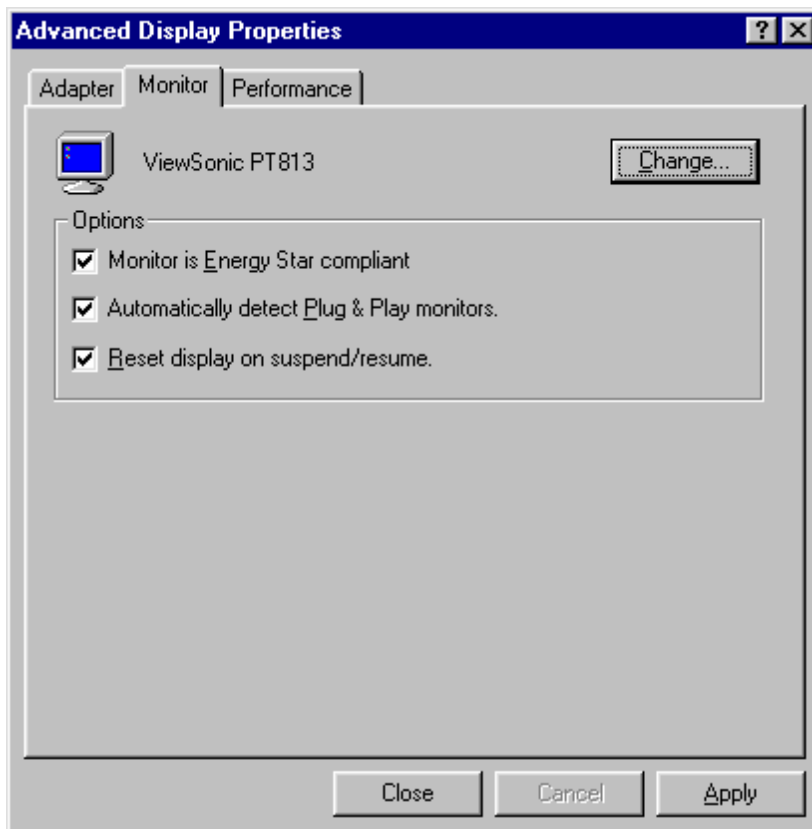 Advanced Display Properties
Adapter Monitor Performance
ViewSonic PT813 Change...
Options
Monitor is Energy Star compliant
Automatically detect Plug & Play monitors.
Reset display on suspend/resume.
Close Cancel Apply